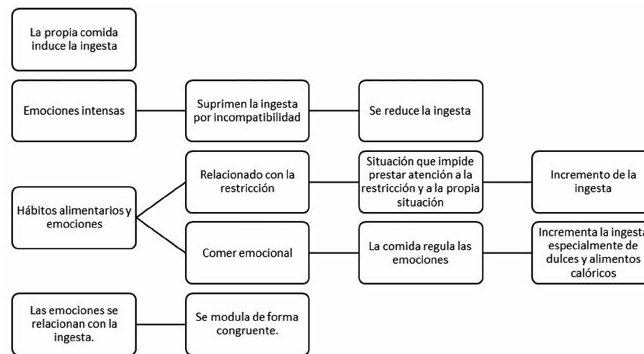 La propia comida
induce la ingesta
Emociones intensas
Suprimen la ingesta
por incompatibilidad
Se reduce la ingesta
Hábitos alimentarios y
emociones
Relacionado con la
restricción
Situación que impide
prestar atención a la
restricción y a la propia
situación
Incremento de la
ingesta
Comer emocional
La comida regula las
emociones
Incrementa la ingesta
especialmente de
dulces y alimentos
calóricos
Las emociones se
relacionan con la
ingesta.
Se modula de forma
congruente.